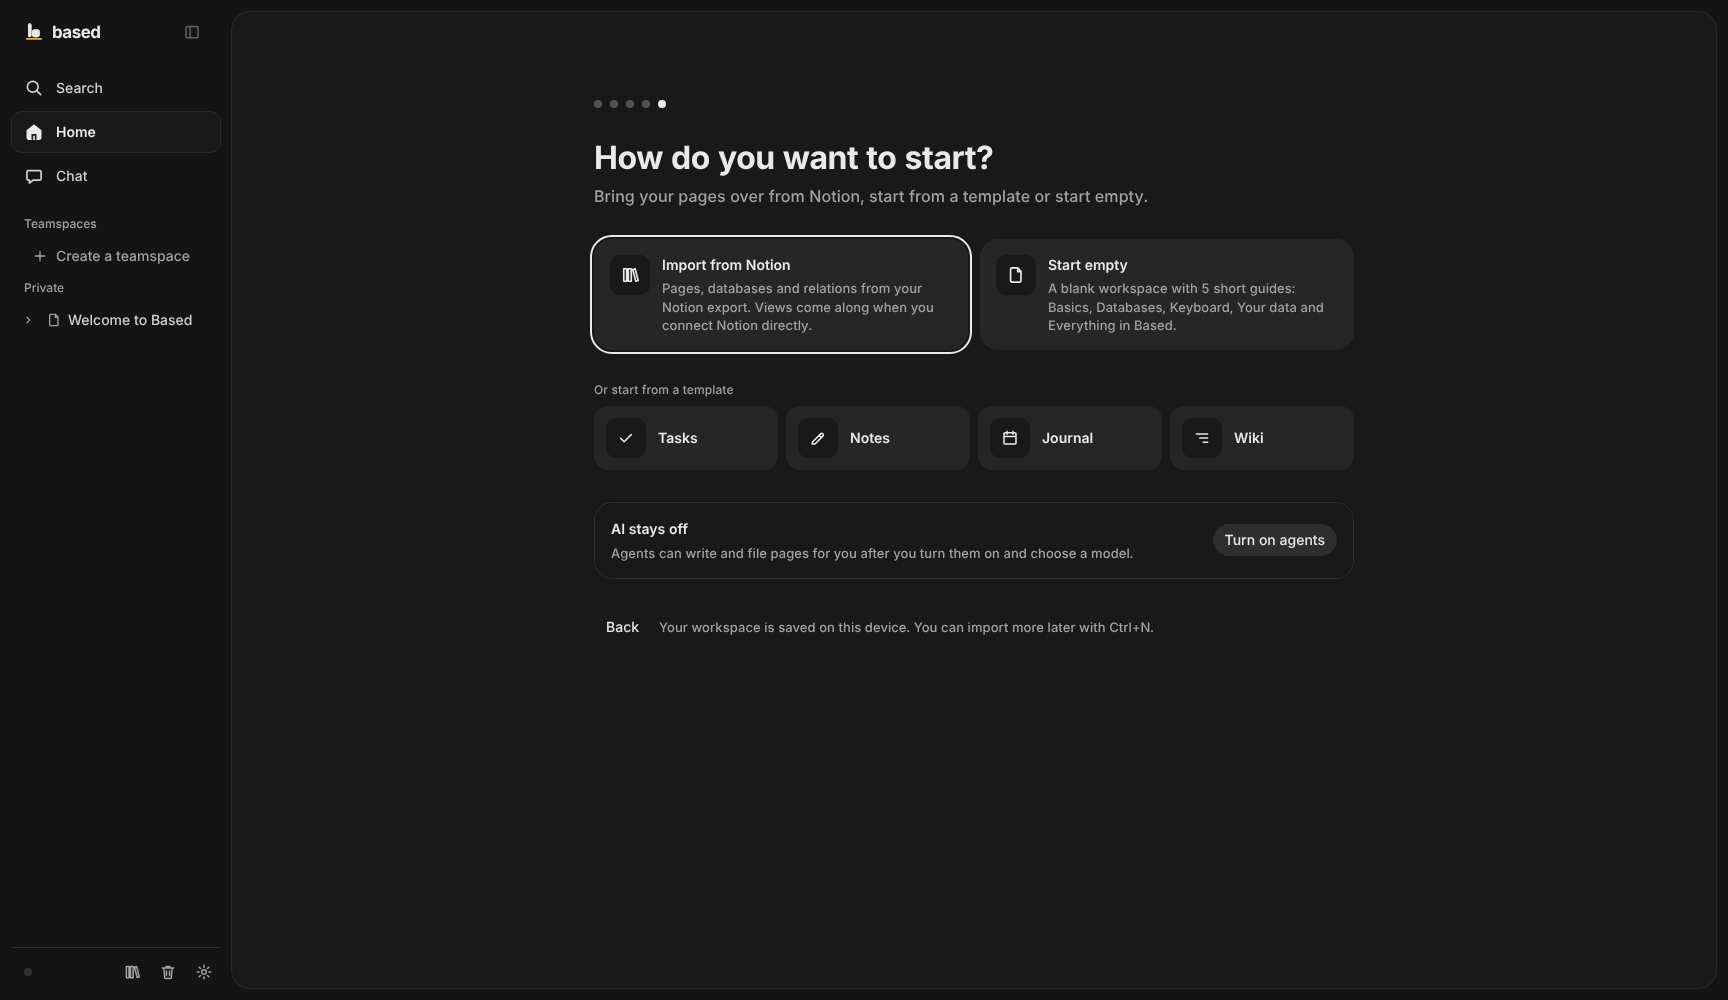 based
Search
Home
Chat
Teamspaces
Create a teamspace
Private
Welcome to Based
How do you want to start?
Bring your pages over from Notion, start from a template or start empty.
Import from Notion
Pages, databases and relations from your
Notion export. Views come along when you
connect Notion directly.
Start empty
A blank workspace with 5 short guides:
Basics, Databases, Keyboard, Your data and
Everything in Based.
Or start from a template
Tasks
Notes
Journal
Wiki
AI stays off
Agents can write and file pages for you after you turn them on and choose a model.
Turn on agents
Back
Your workspace is saved on this device. You can import more later with Ctrl+N.